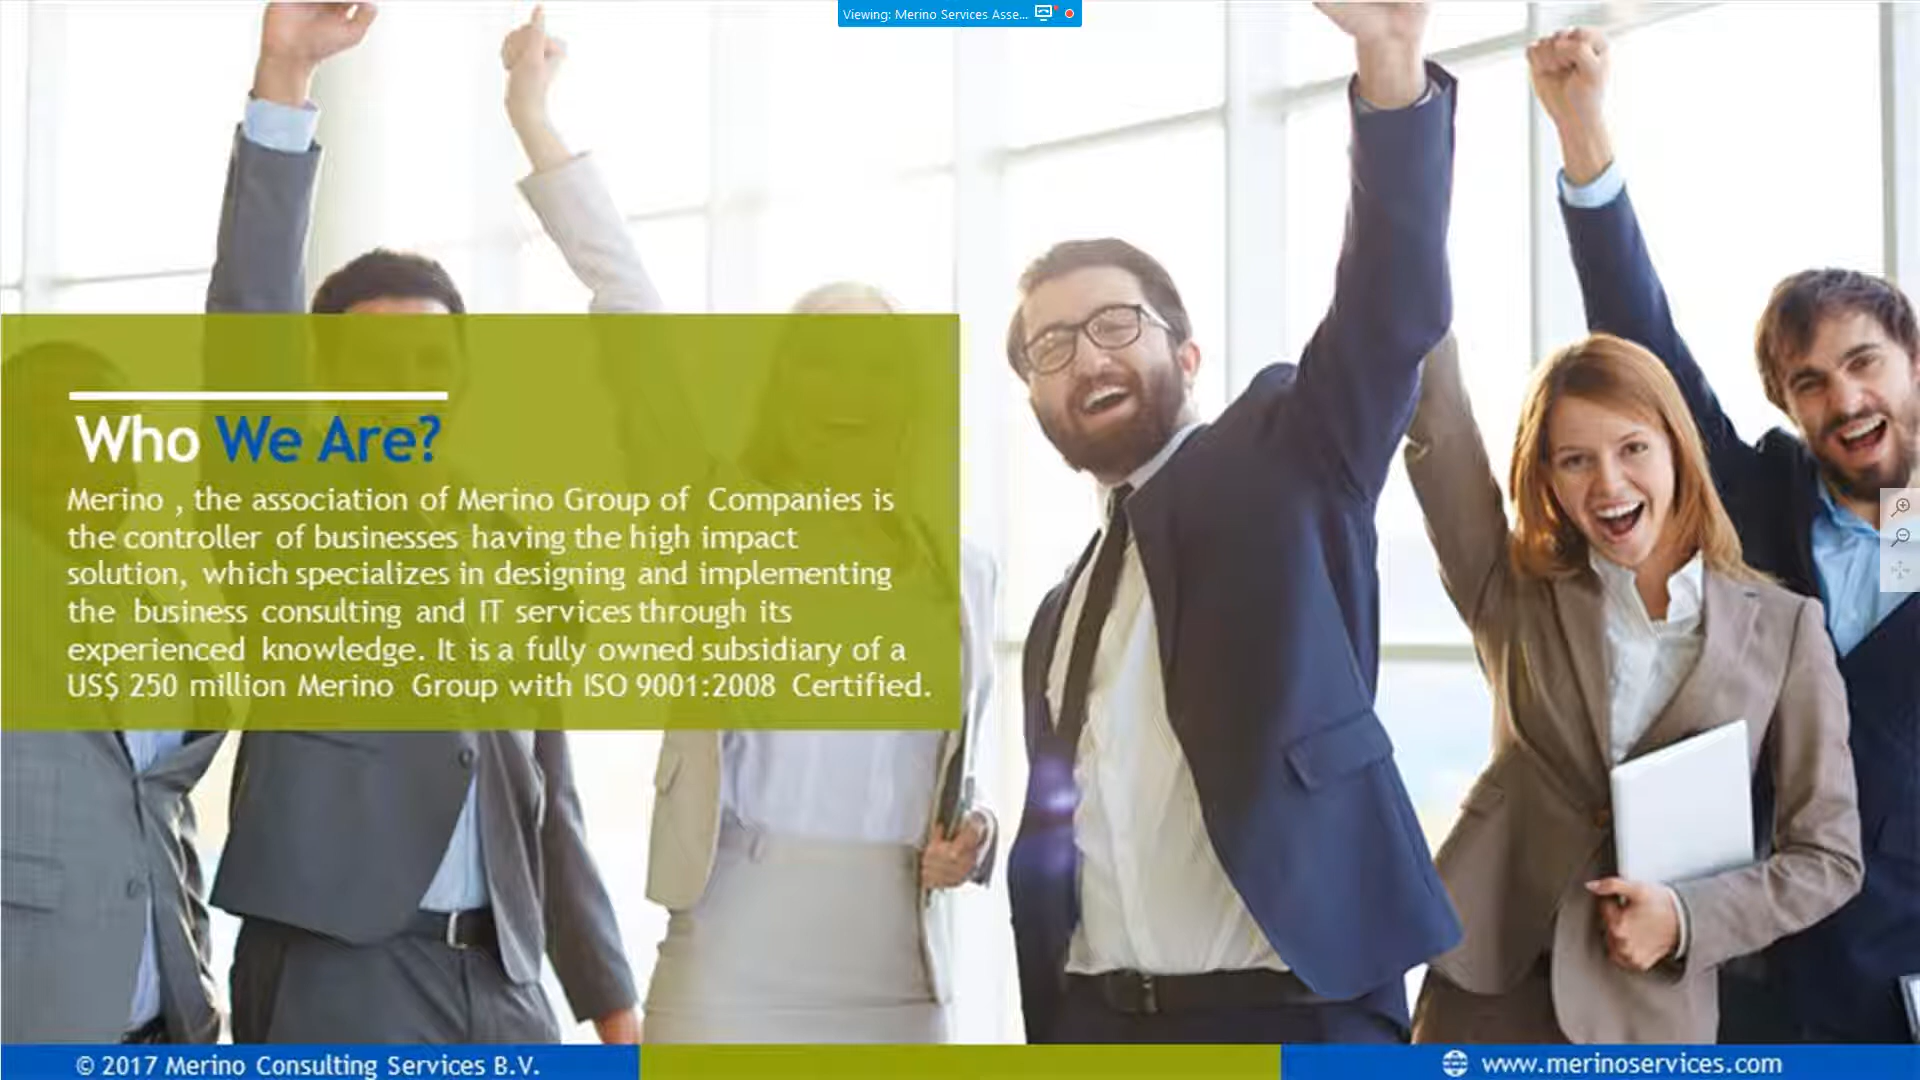 Viewing: Merino Services Asse...
Who We Are?
Merino , the association of Merino Group of Companies is
the controller of businesses having the high impact
solution, which specializes in designing and implementing
the business consulting and IT services through its
experienced knowledge. It is a fully owned subsidiary of a
US$ 250 million Merino Group with ISO 9001:2008 Certified.
© 2017 Merino Consulting Services B.V.
www.merinoservices.com